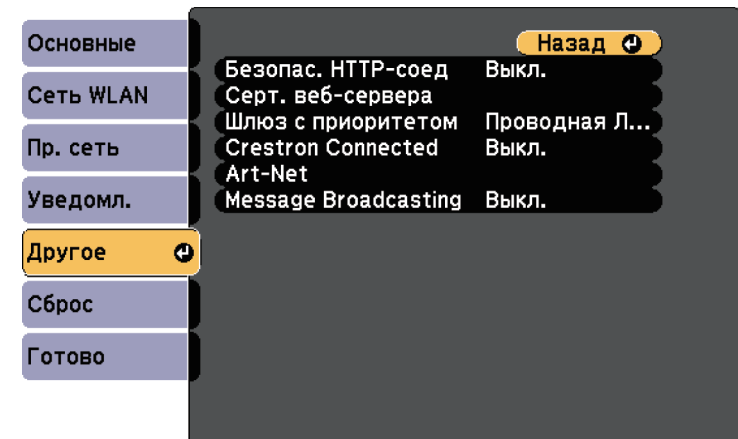 Основные
Сеть WLAN
Пр. сеть
Уведомл.
Другое
Сброс
Готово
Назад
Безопас. HTTP-соед Выкл.
Серт. веб-сервера
Шлюз с приоритетом Проводная Л...
Crestron Connected Выкл.
Art-Net
Message Broadcasting Выкл.